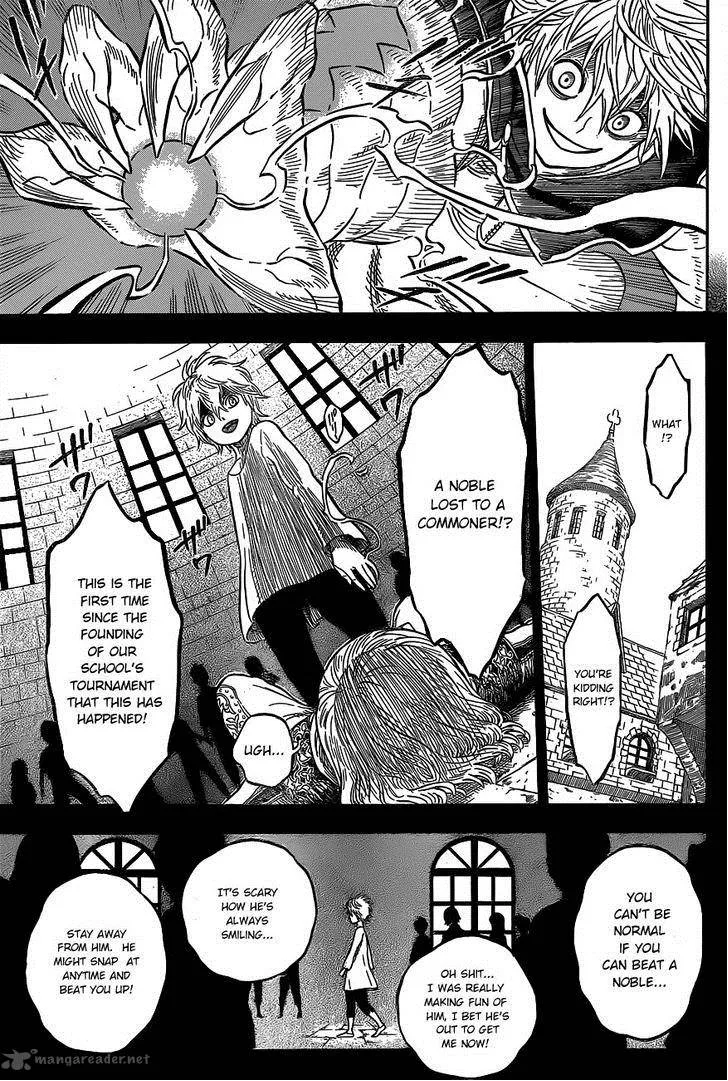 WHAT
!?
YOU'RE
KIDDING
RIGHT!?
A NOBLE
LOST TO A
COMMONER!?
THIS IS THE
FIRST TIME
SINCE THE
FOUNDING
OF OUR
SCHOOL'S
TOURNAMENT
THAT THIS HAS
HAPPENED!
UGH...
YOU
CAN'T BE
NORMAL
IF YOU
CAN BEAT A
NOBLE...
OH SHIT...
I WAS REALLY
MAKING FUN OF
HIM, I BET HE'S
OUT TO GET
ME NOW!
IT'S SCARY
HOW HE'S
ALWAYS
SMILING...
STAY AWAY
FROM HIM. HE
MIGHT SNAP AT
ANYTIME AND
BEAT YOU UP!
mangareader.net